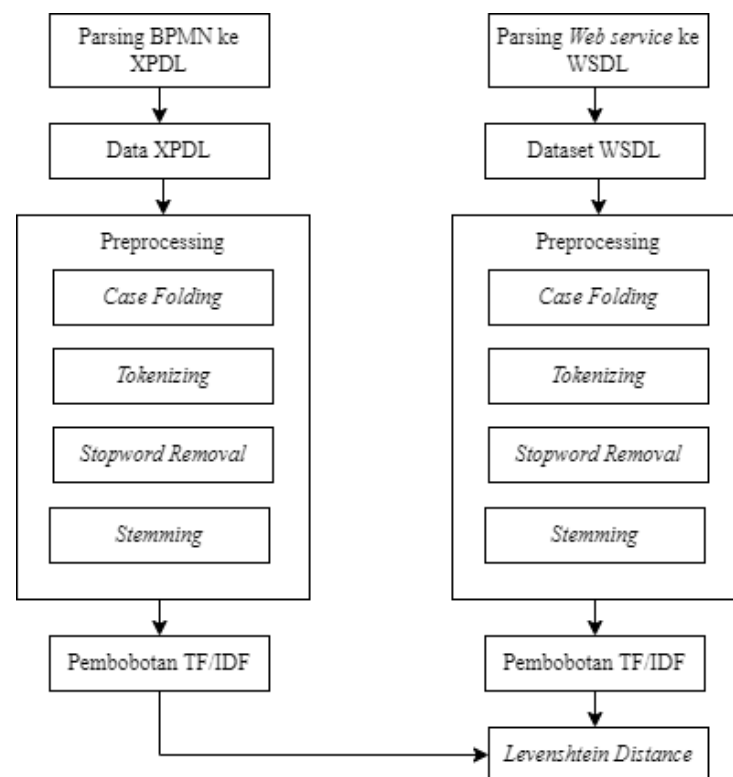 Parsing BPMN ke
XPDL
Data XPDL
Preprocessing
Case Folding
Tokenizing
Stopword Removal
Stemming
Pembobotan TF/IDF
Parsing Web service ke
WSDL
Dataset WSDL
Preprocessing
Case Folding
Tokenizing
Stopword Removal
Stemming
Pembobotan TF/IDF
Levenshtein Distance